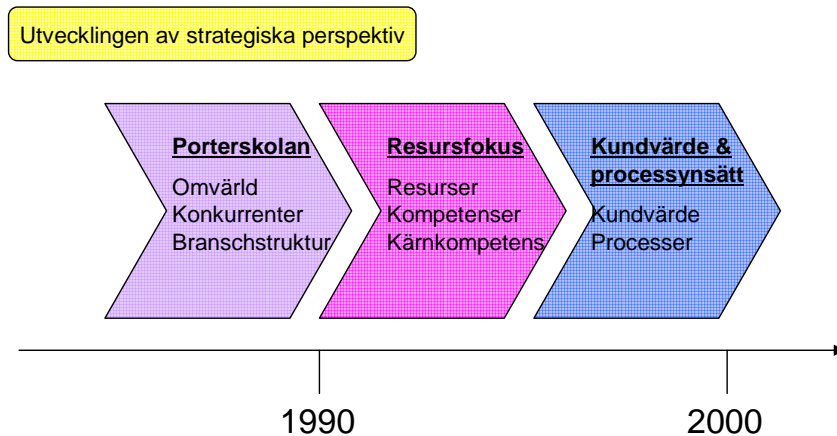 Utvecklingen av strategiska perspektiv
Porterskolan
Omvärld
Konkurrenter
Branschstruktur
Resursfokus
Resurser
Kompetenser
Kärnkompetens
Kundvärde &
processynsätt
Kundvärde
Processer
1990
2000